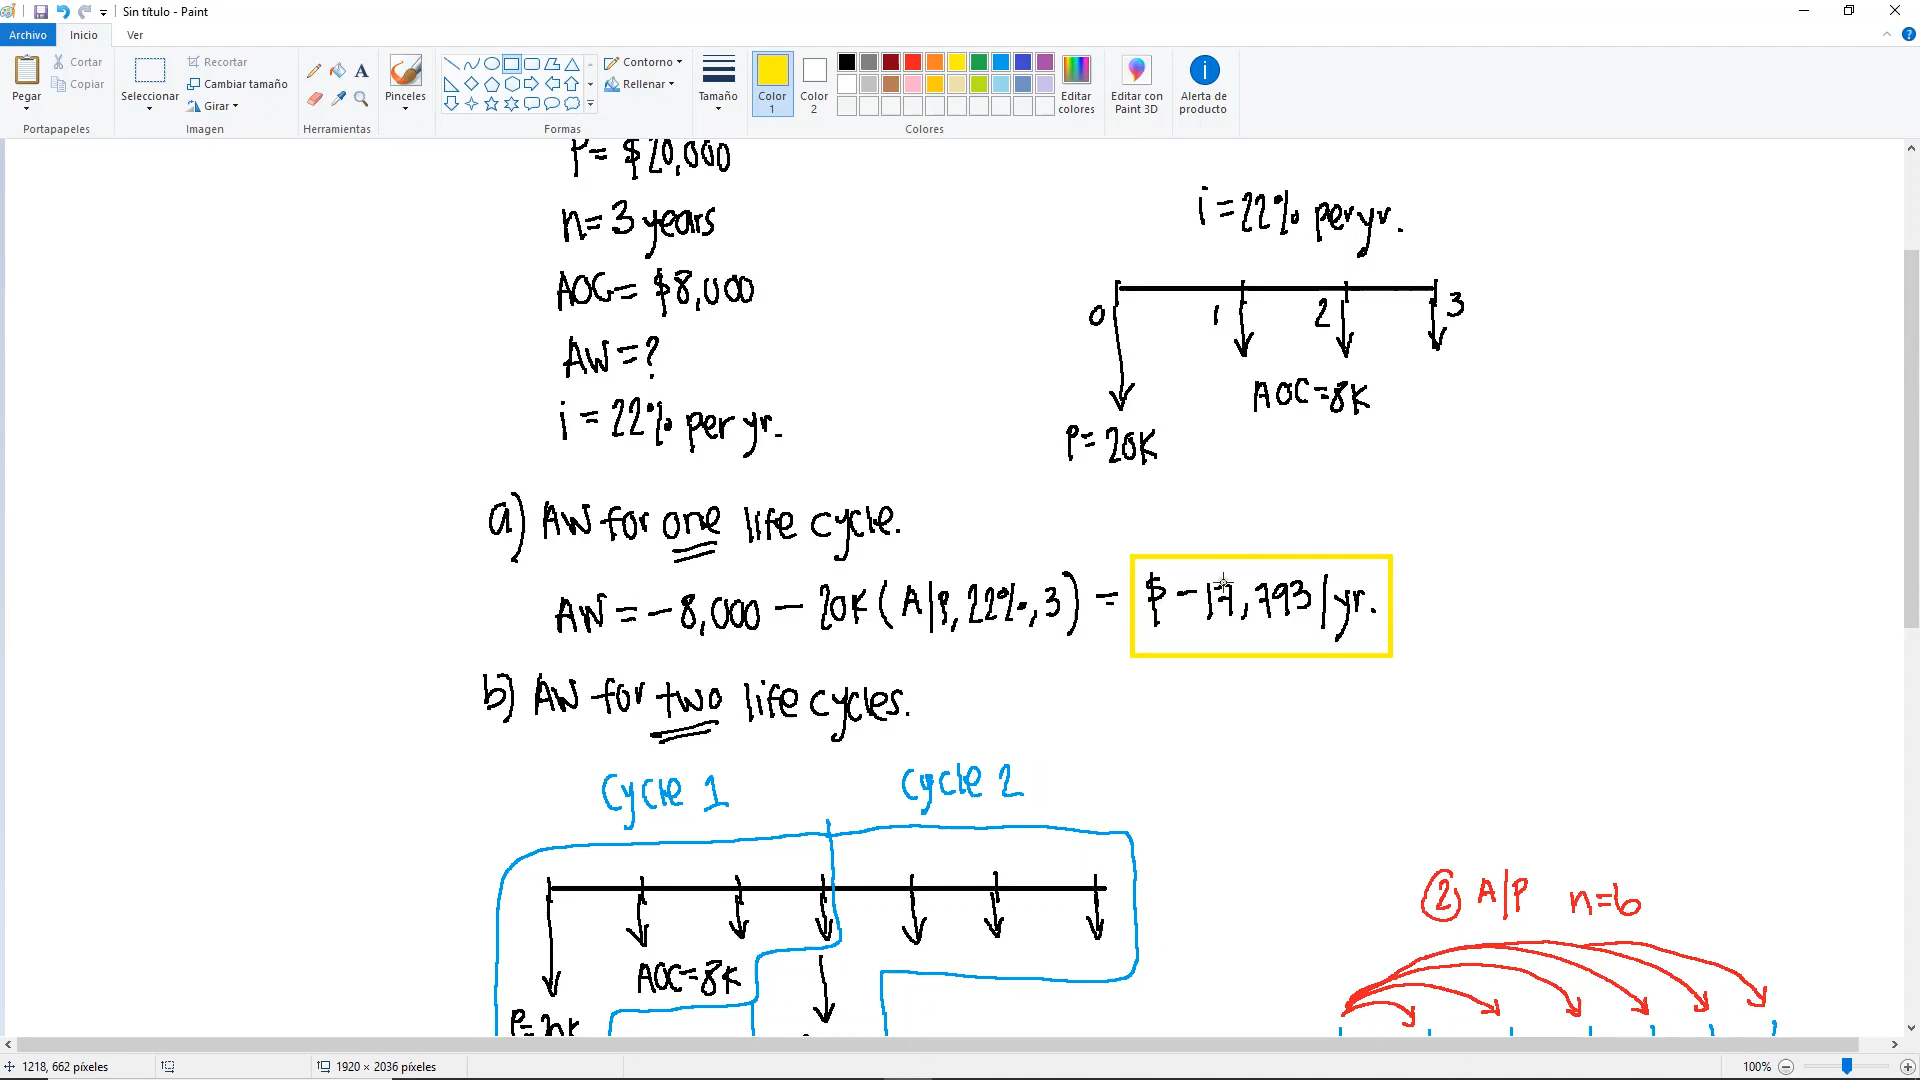 Sin título - Paint
Archivo Inicio Ver
Pegar
Cortar
Copiar
Portapapeles
Seleccionar
Recortar
Cambiar tamaño
Girar
Imagen
Herramientas
Pinceles
Contorno
Rellenar
Formas
Tamaño
Color 1
Color 2
Editar colores
Colores
Editar con Paint 3D
Alerta de producto
P= $20,000
n= 3 years
AOC= $8,000
AW = ?
i = 22% per yr.
i = 22% per yr.
0 1 2 3
AOC=8K
P= 20K
a) AW for one life cycle.
AW = - 8,000 - 20K ( A|P, 22%, 3 ) = $ - 17,793 / yr.
b) AW for two life cycles.
Cycle 1 Cycle 2
AOC=8K
P=20K
2 A|P n=6
1218, 662 píxeles
1920 × 2036 píxeles
100%